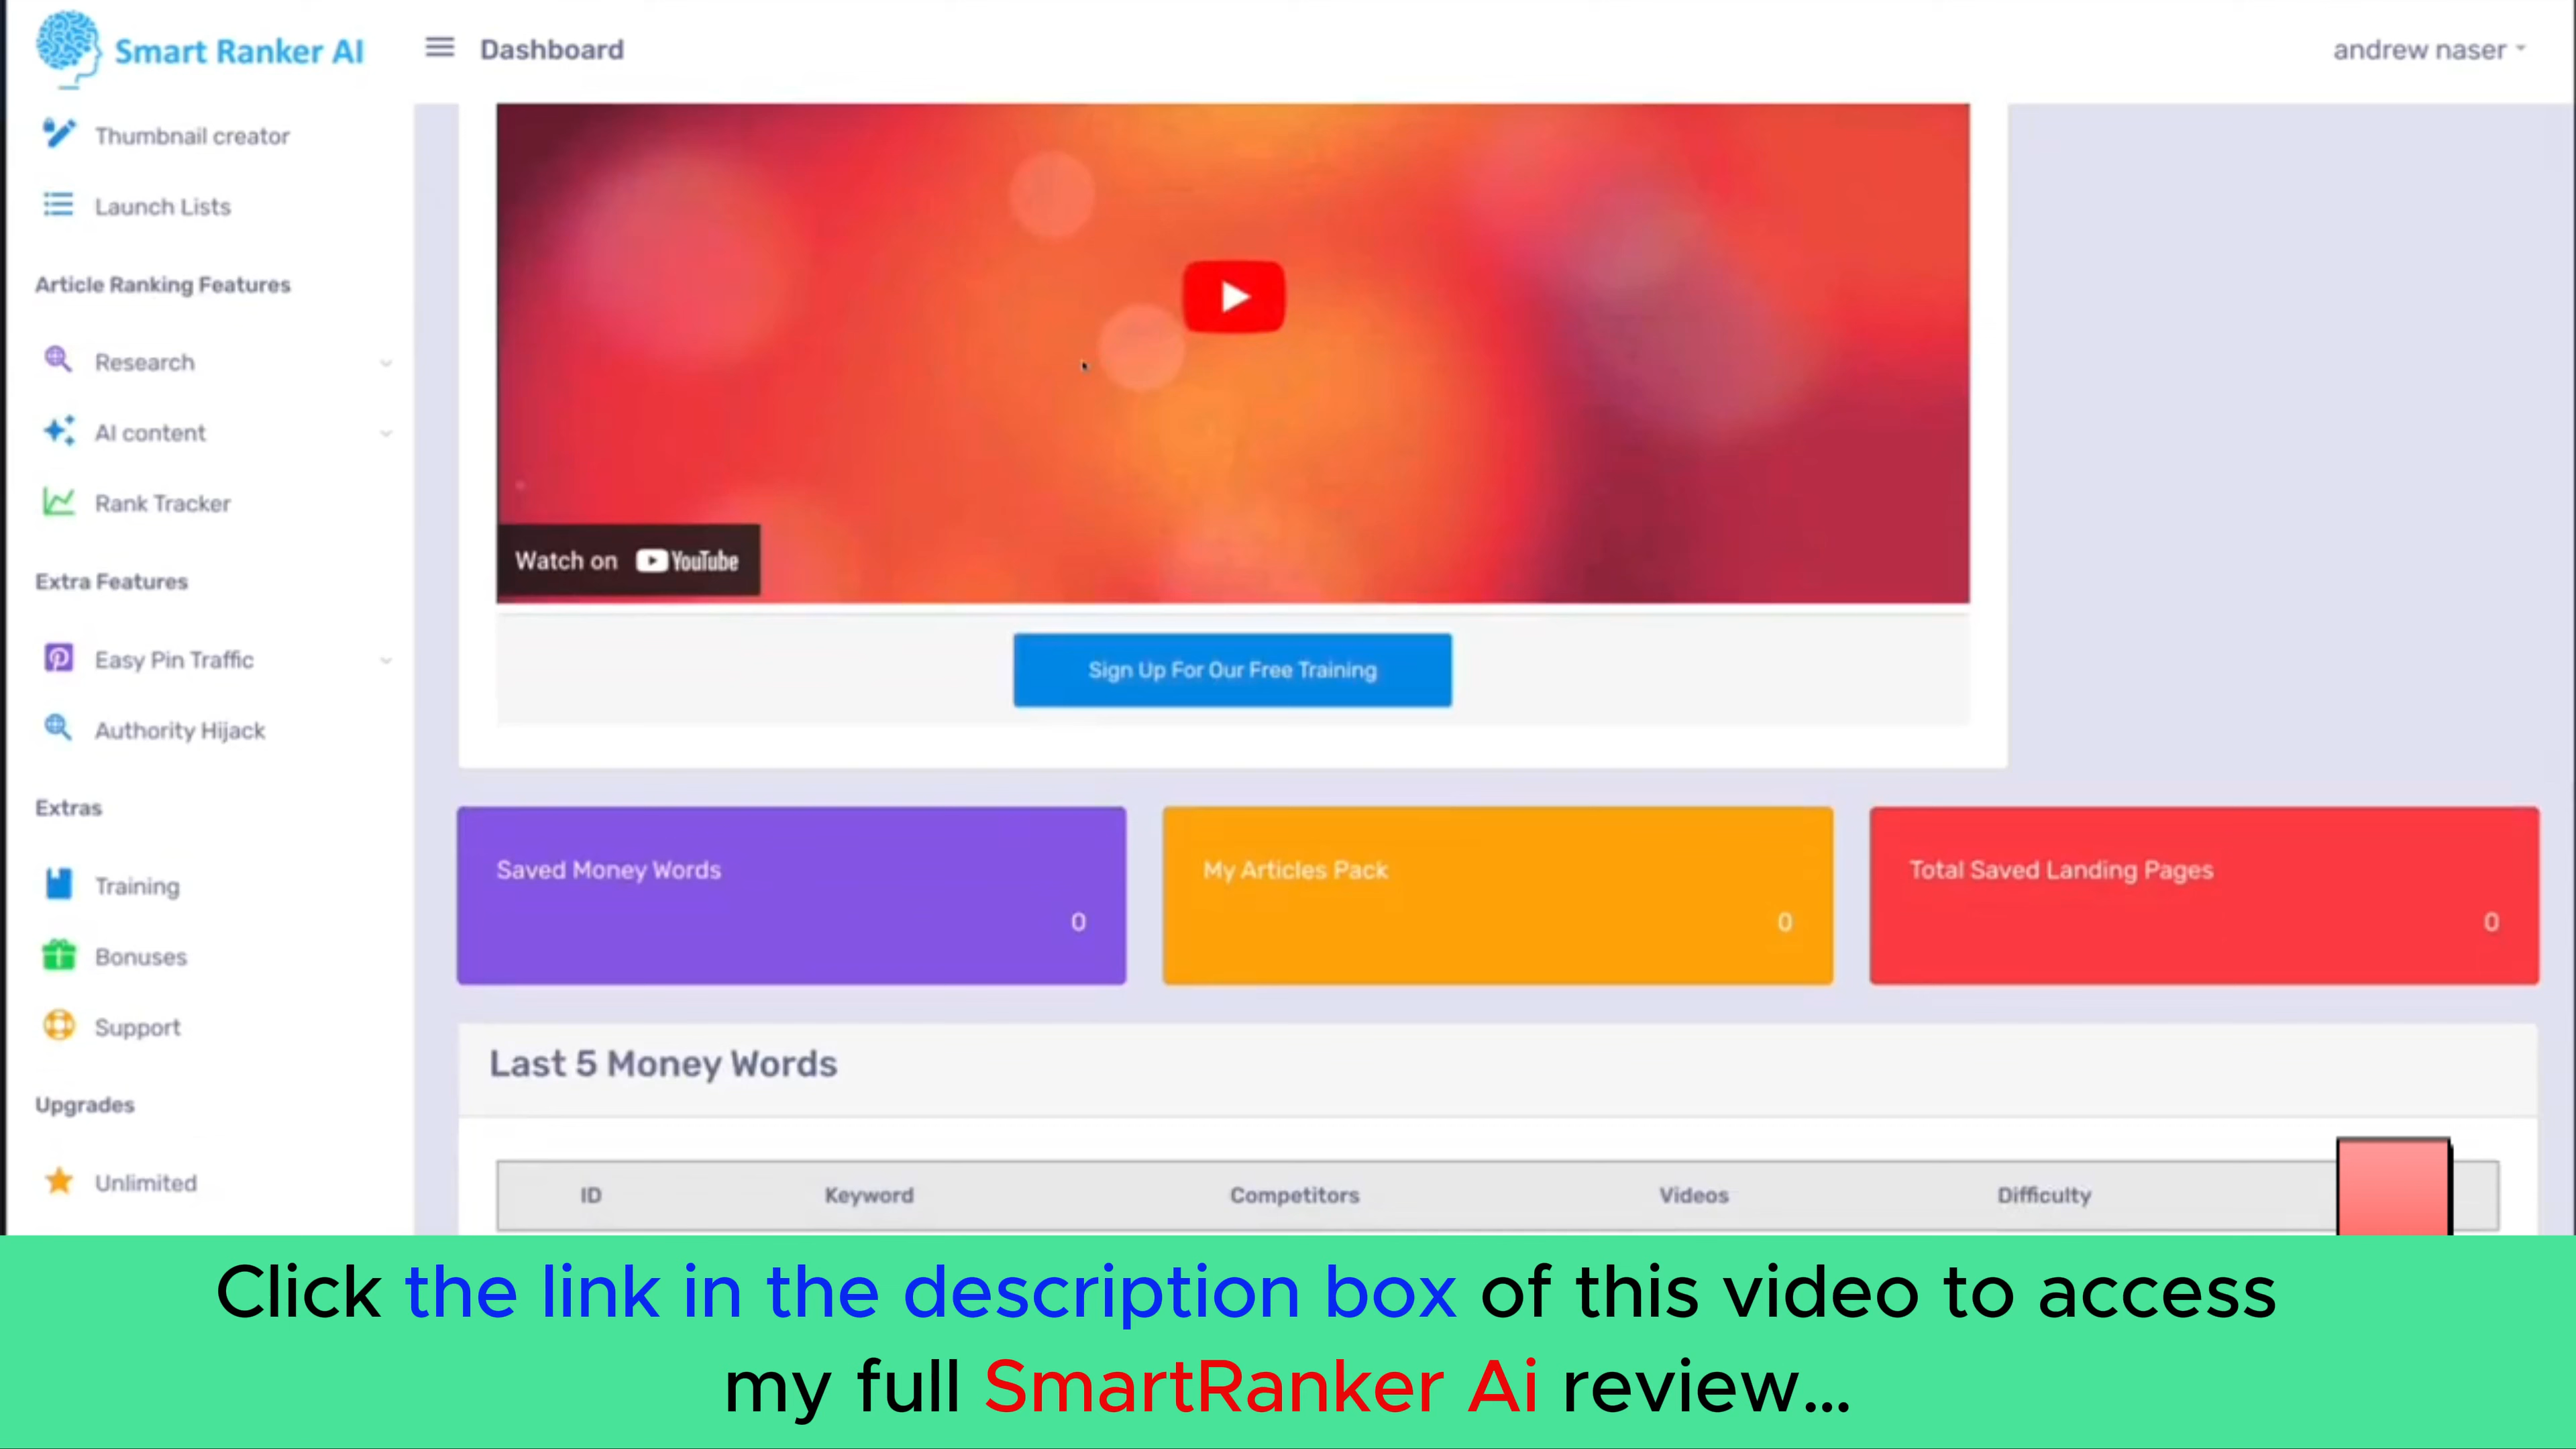 Smart Ranker AI
Dashboard
andrew naser
Thumbnail creator
Launch Lists
Article Ranking Features
Research
AI content
Rank Tracker
Extra Features
Easy Pin Traffic
Authority Hijack
Extras
Training
Bonuses
Support
Upgrades
Unlimited
Watch on YouTube
Sign Up For Our Free Training
Saved Money Words
0
My Articles Pack
0
Total Saved Landing Pages
0
Last 5 Money Words
ID Keyword Competitors Videos Difficulty
Click the link in the description box of this video to access
my full SmartRanker Ai review...